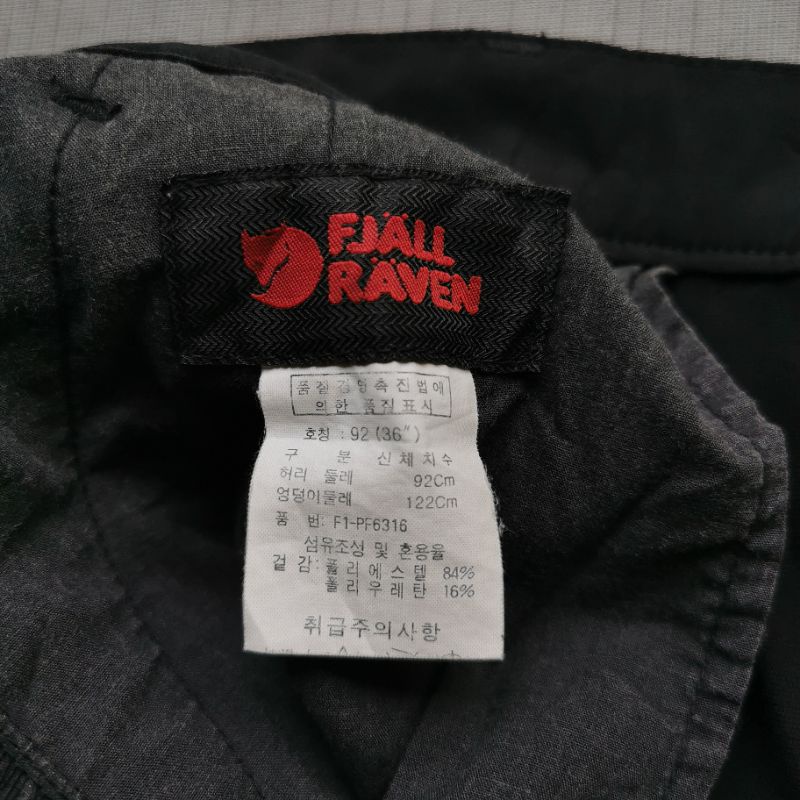 FJÄLL
RÄVEN
품질경영촉진법에
의한 품질표시
호칭 : 92 (36")
구 분 신체치수
허리 둘레 92Cm
엉덩이둘레 122Cm
품 번: F1-PF6316
섬유조성 및 혼용율
겉 감: 폴리에스텔 84%
폴리우레탄 16%
취급주의사항